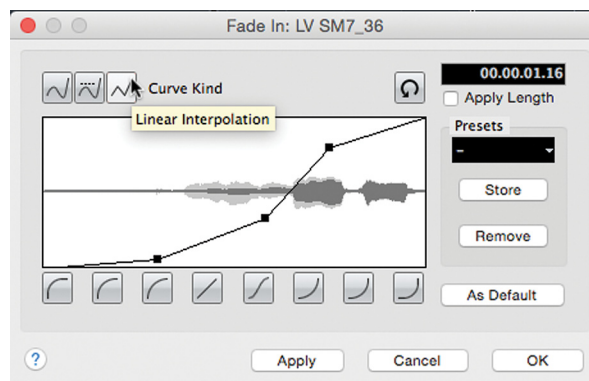 Fade In: LV SM7_36
Curve Kind
Linear Interpolation
00.00.01.16
Apply Length
Presets
-
Store
Remove
As Default
?
Apply
Cancel
OK